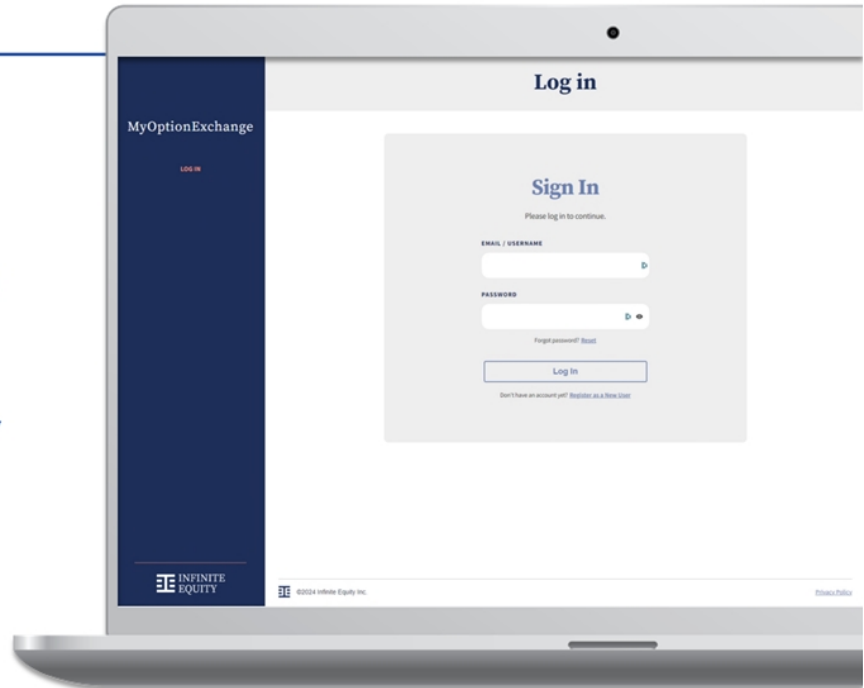 Log in
MyOptionExchange
LOG IN
Sign In
Please log in to continue.
EMAIL / USERNAME
PASSWORD
Forgot password? Reset
Log In
Don't have an account yet? Register as a New User
INFINITE
EQUITY
©2024 Infinite Equity Inc.
Privacy Policy